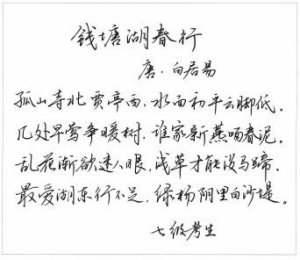 钱塘湖春行
唐·白居易
孤山寺北贾亭西,水面初平云脚低.
几处早莺争暖树,谁家新燕啄春泥.
乱花渐欲迷人眼,浅草才能没马蹄.
最爱湖东行不足,绿杨阴里白沙堤.
七级考生